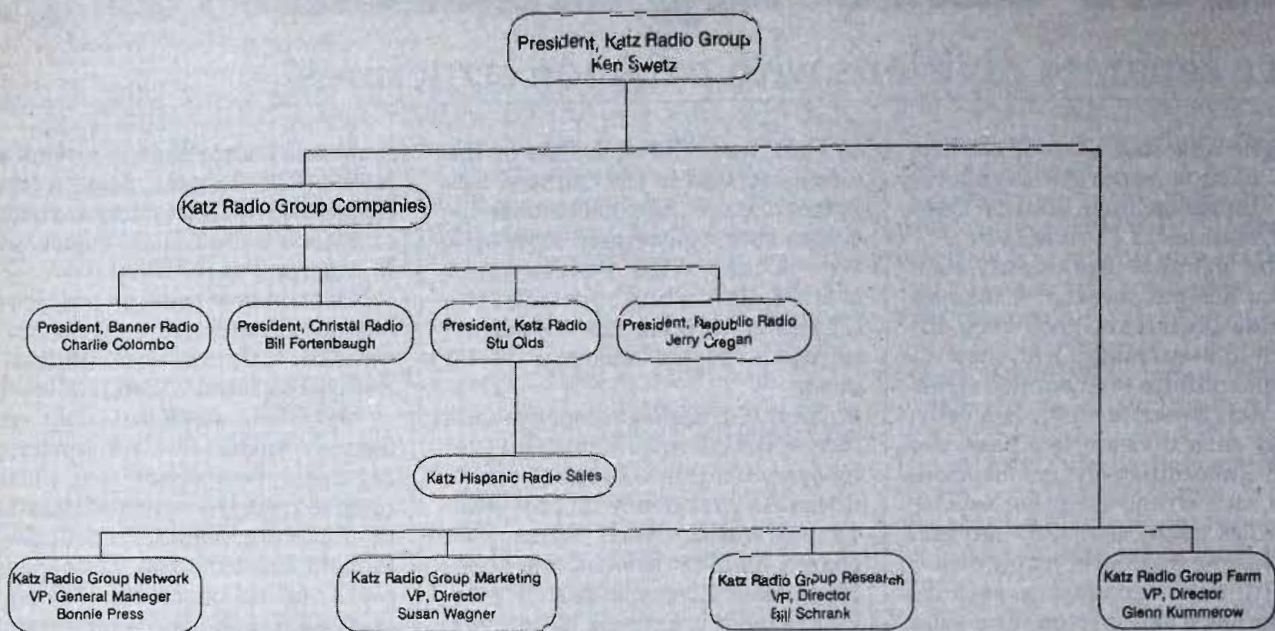 President, Katz Radio Group
Ken Swetz
Katz Radio Group Companies
President, Banner Radio
Charlie Colombo
President, Christal Radio
Bill Fortenbaugh
President, Katz Radio
Stu Olds
President, Republic Radio
Jerry Cregan
Katz Hispanic Radio Sales
Katz Radio Group Network
VP, General Maneger
Bonnie Press
Katz Radio Group Marketing
VP, Director
Susan Wagner
Katz Radio Group Research
VP, Director
Bill Schrank
Katz Radio Group Farm
VP, Director
Glenn Kummerow